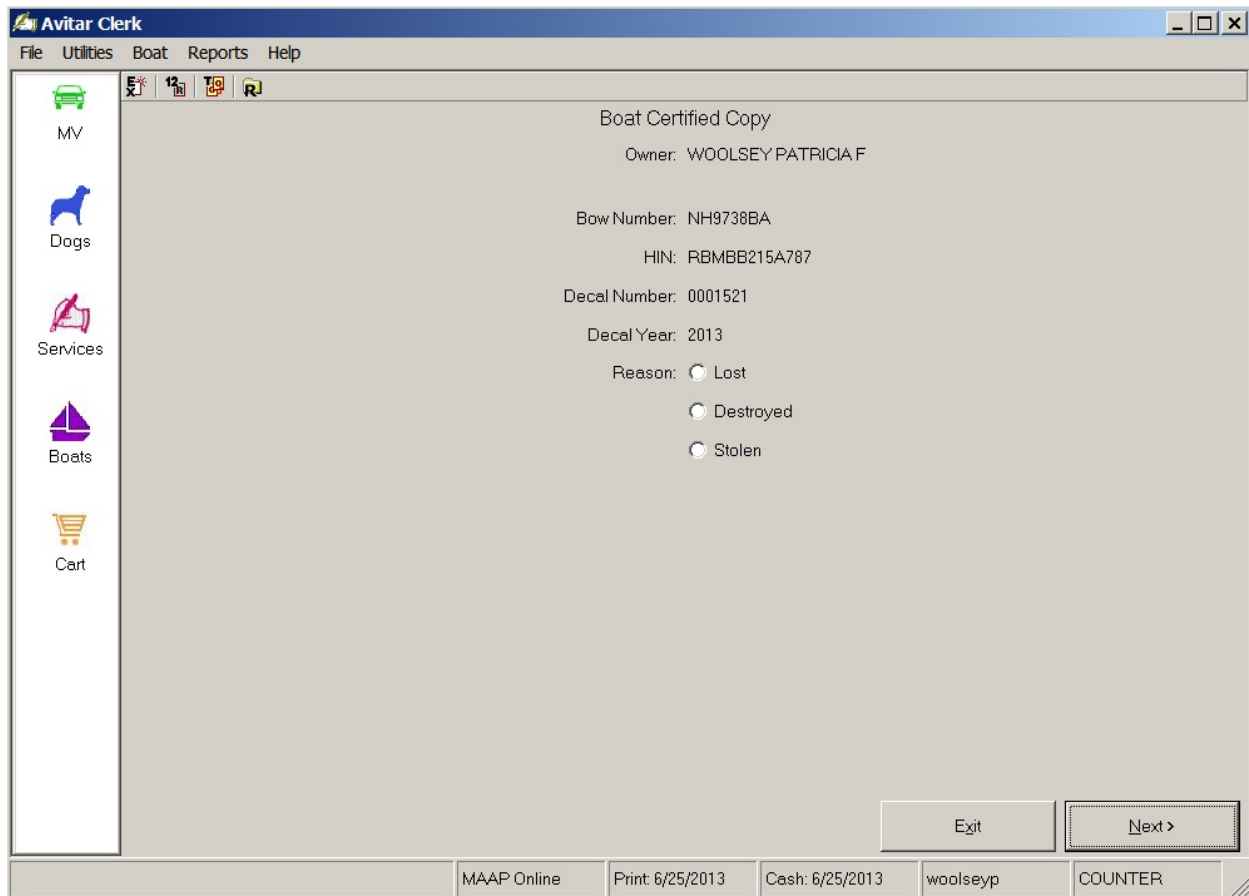 Avitar Clerk
File Utilities Boat Reports Help
MV
Dogs
Services
Boats
Cart
Boat Certified Copy
Owner: WOOLSEY PATRICIA F
Bow Number: NH9738BA
HIN: RBMBB215A787
Decal Number: 0001521
Decal Year: 2013
Reason: Lost
Destroyed
Stolen
Exit Next >
MAAP Online Print: 6/25/2013 Cash: 6/25/2013 woolseyp COUNTER